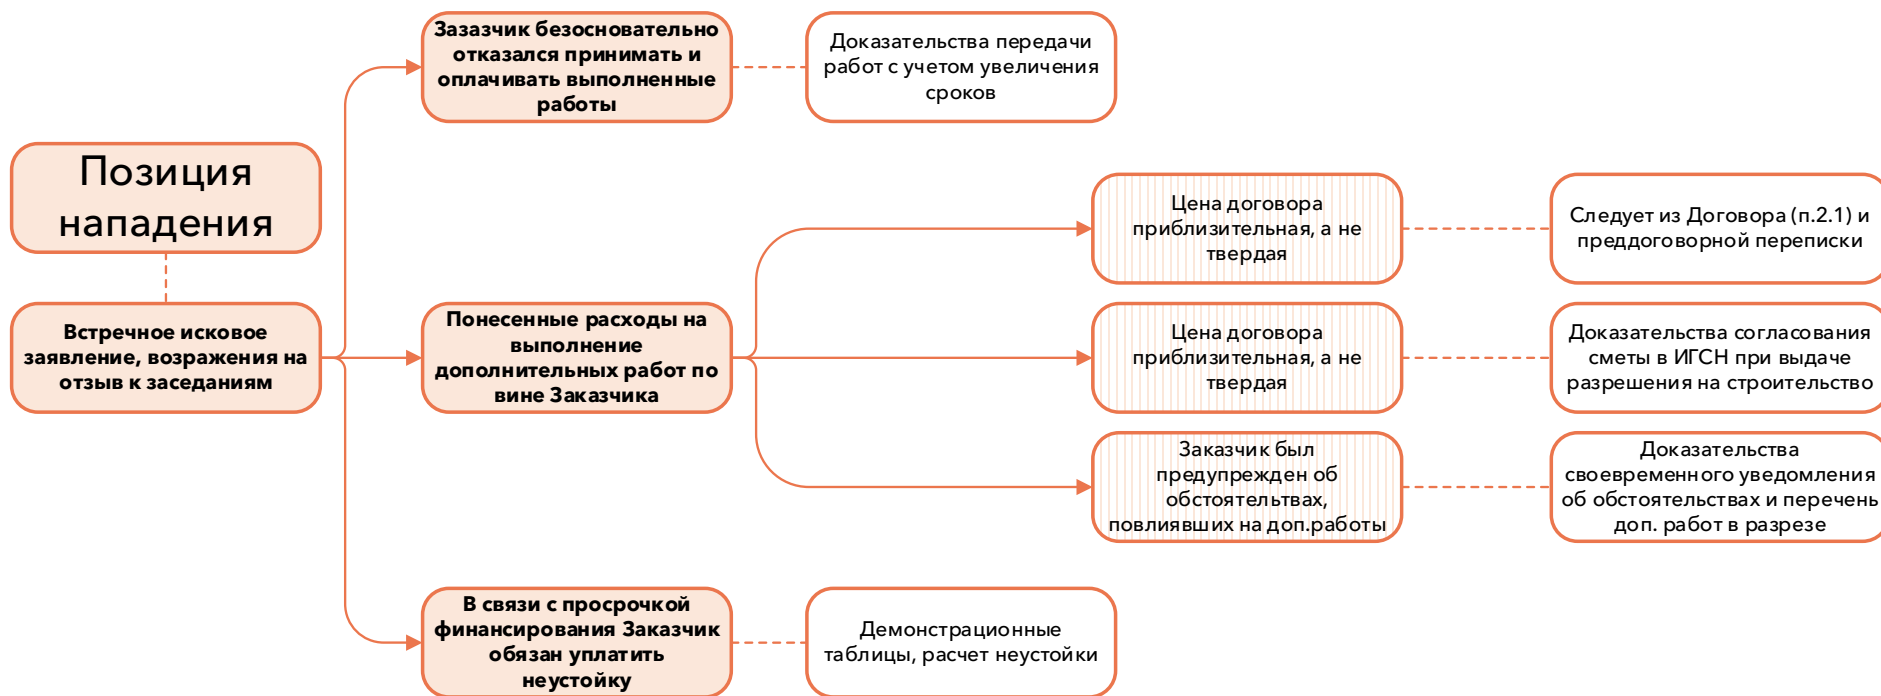 Позиция
нападения
Встречное исковое
заявление, возражения на
отзыв к заседаниям
Зазазчик безосновательно
отказался принимать и
оплачивать выполненные
работы
Доказательства передачи
работ с учетом увеличения
сроков
Понесенные расходы на
выполнение
дополнительных работ по
вине Заказчика
Цена договора
приблизительная, а не
твердая
Следует из Договора (п.2.1) и
преддоговорной переписки
Цена договора
приблизительная, а не
твердая
Доказательства согласования
сметы в ИГСН при выдаче
разрешения на строительство
Заказчик был
предупрежден об
обстоятельтвах,
повлиявших на доп.работы
Доказательства
своевременного уведомления
об обстоятельствах и перечень
доп. работ в разрезе
В связи с просрочкой
финансирования Заказчик
обязан уплатить
неустойку
Демонстрационные
таблицы, расчет неустойки